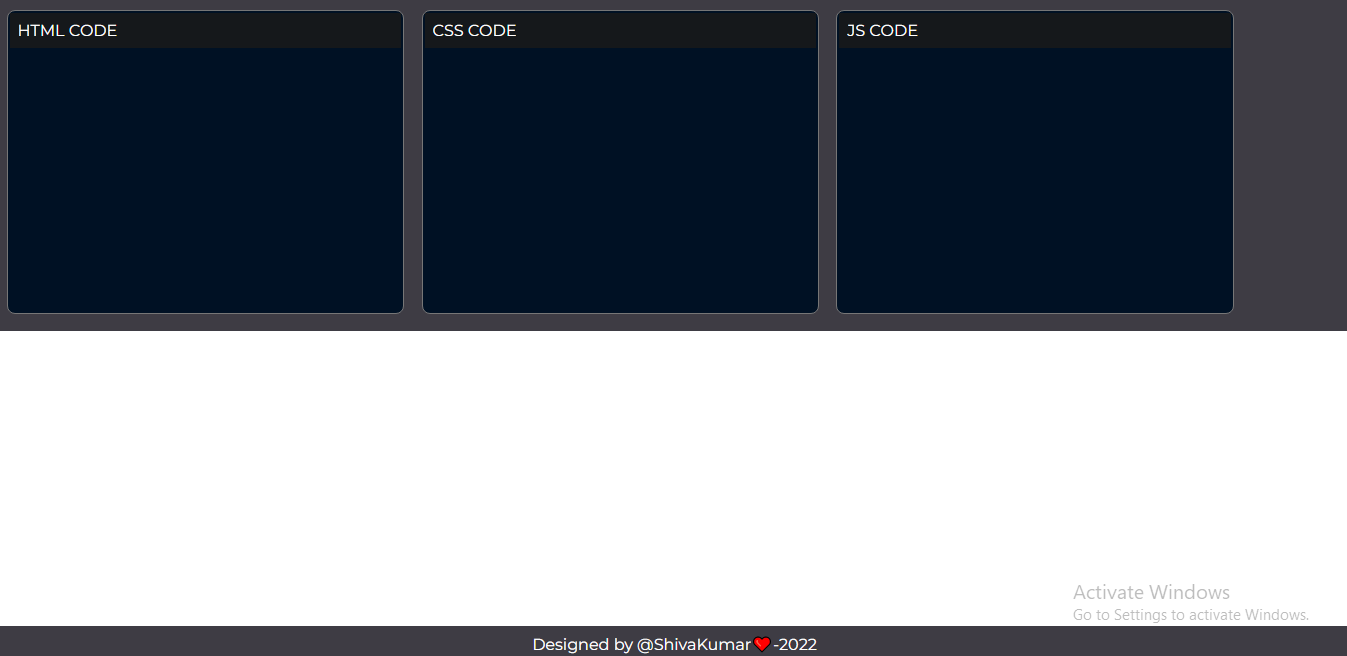 HTML CODE
CSS CODE
JS CODE
Activate Windows
Go to Settings to activate Windows.
Designed by @ShivaKumar❤️-2022